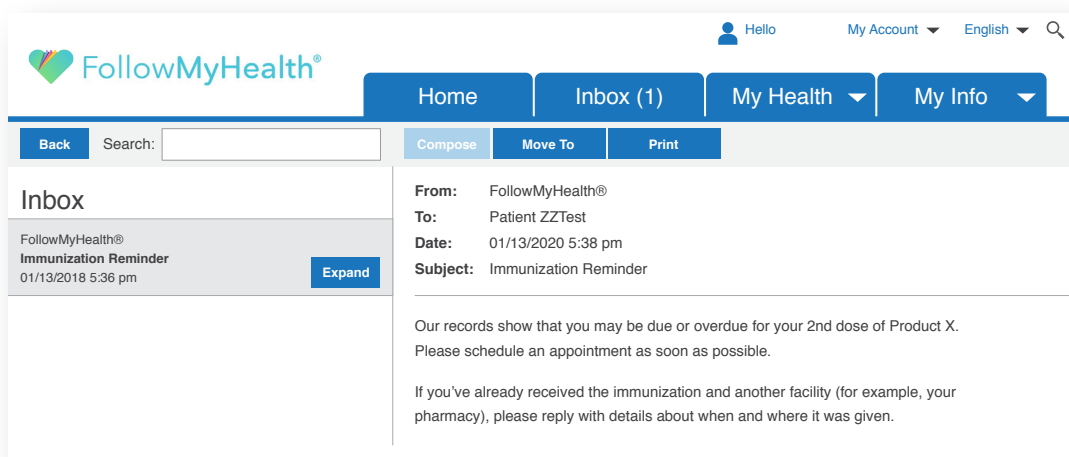 Hello My Account English
FollowMyHealth®
Home Inbox (1) My Health My Info
Back Search: Compose Move To Print
Inbox
FollowMyHealth®
Immunization Reminder
01/13/2018 5:36 pm
Expand
From: FollowMyHealth®
To: Patient ZZTest
Date: 01/13/2020 5:38 pm
Subject: Immunization Reminder
Our records show that you may be due or overdue for your 2nd dose of Product X.
Please schedule an appointment as soon as possible.
If you’ve already received the immunization and another facility (for example, your
pharmacy), please reply with details about when and where it was given.